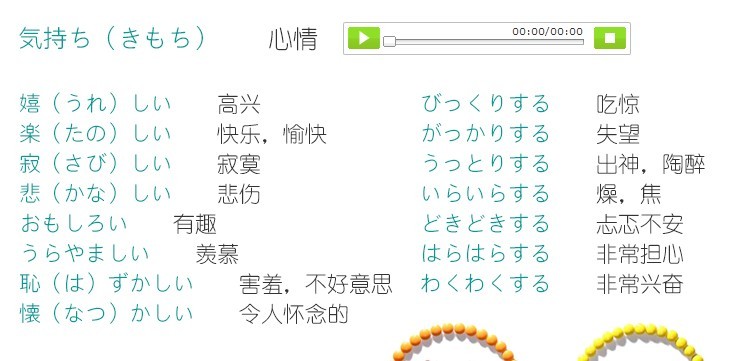 気持ち（きもち） 心情 00:00/00:00
嬉（うれ）しい 高兴
楽（たの）しい 快乐，愉快
寂（さび）しい 寂寞
悲（かな）しい 悲伤
おもしろい 有趣
うらやましい 羡慕
恥（は）ずかしい 害羞，不好意思
懐（なつ）かしい 令人怀念的
びっくりする 吃惊
がっかりする 失望
うっとりする 出神，陶醉
いらいらする 燥，焦
どきどきする 忐忑不安
はらはらする 非常担心
わくわくする 非常兴奋